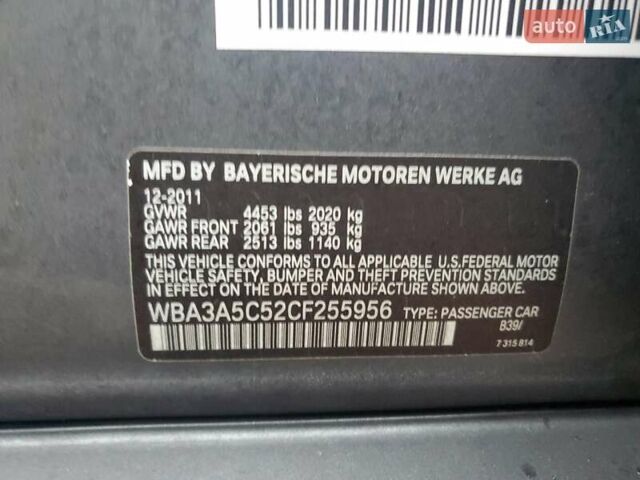 auto RIA
MFD BY BAYERISCHE MOTOREN WERKE AG
12-2011
GVWR 4453 lbs 2020 kg
GAWR FRONT 2061 lbs 935 kg
GAWR REAR 2513 lbs 1140 kg
THIS VEHICLE CONFORMS TO ALL APPLICABLE U.S.FEDERAL MOTOR
VEHICLE SAFETY, BUMPER AND THEFT PREVENTION STANDARDS IN
EFFECT ON THE DATE OF MANUFACTURE SHOWN ABOVE.
WBA3A5C52CF255956 TYPE: PASSENGER CAR
B39/
7 315 814